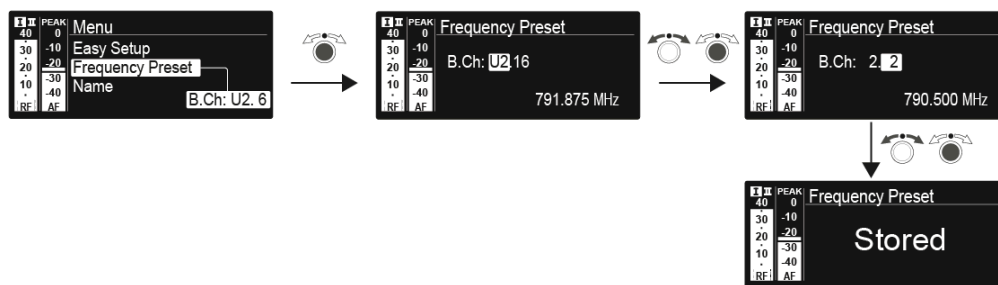 I II PEAK Menu
40 0
30 -10 Easy Setup
20 -20 Frequency Preset
10 -30 Name
-40 B.Ch: U2. 6
RF AF
I II PEAK Frequency Preset
40 0
30 -10
20 -20 B.Ch: U2.16
10 -30
-40 791.875 MHz
RF AF
I II PEAK Frequency Preset
40 0
30 -10
20 -20 B.Ch: 2. 2
10 -30
-40 790.500 MHz
RF AF
I II PEAK Frequency Preset
40 0
30 -10
20 -20 Stored
10 -30
-40
RF AF